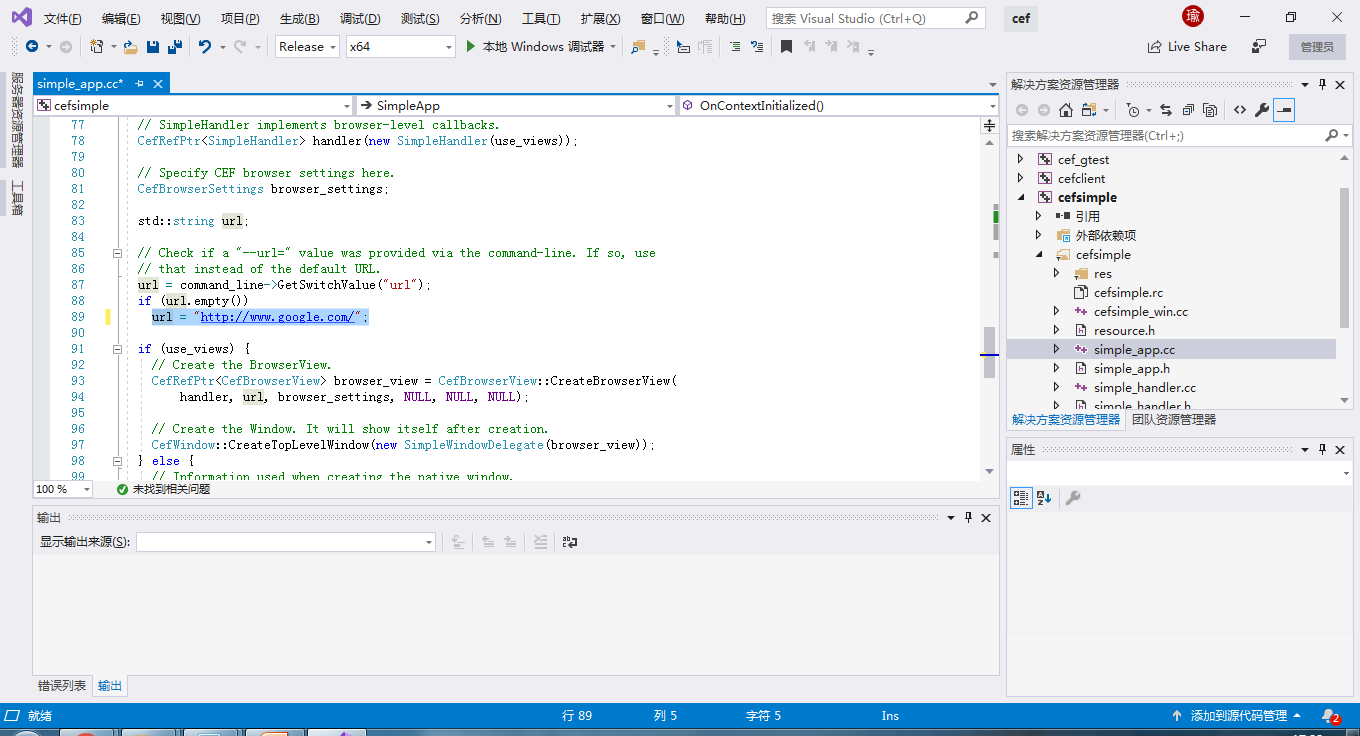 文件(F) 编辑(E) 视图(V) 项目(P) 生成(B) 调试(D) 测试(S) 分析(N) 工具(T) 扩展(X) 窗口(W) 帮助(H) 搜索 Visual Studio (Ctrl+Q) cef 瑜
Release x64 本地 Windows 调试器 Live Share 管理员
服务器资源管理器
工具箱
simple_app.cc*
cefsimple SimpleApp OnContextInitialized()
77 // SimpleHandler implements browser-level callbacks.
78 CefRefPtr<SimpleHandler> handler(new SimpleHandler(use_views));
79
80 // Specify CEF browser settings here.
81 CefBrowserSettings browser_settings;
82
83 std::string url;
84
85 // Check if a "--url=" value was provided via the command-line. If so, use
86 // that instead of the default URL.
87 url = command_line->GetSwitchValue("url");
88 if (url.empty())
89 url = "http://www.google.com/";
90
91 if (use_views) {
92 // Create the BrowserView.
93 CefRefPtr<CefBrowserView> browser_view = CefBrowserView::CreateBrowserView(
94 handler, url, browser_settings, NULL, NULL, NULL);
95
96 // Create the Window. It will show itself after creation.
97 CefWindow::CreateTopLevelWindow(new SimpleWindowDelegate(browser_view));
98 } else {
99 // Information used when creating the native window.
100 % 未找到相关问题
输出
显示输出来源(S):
错误列表 输出
解决方案资源管理器
搜索解决方案资源管理器(Ctrl+;)
cef_gtest
cefclient
cefsimple
引用
外部依赖项
cefsimple
res
cefsimple.rc
cefsimple_win.cc
resource.h
simple_app.cc
simple_app.h
simple_handler.cc
simple_handler.h
解决方案资源管理器 团队资源管理器
属性
就绪 行 89 列 5 字符 5 Ins 添加到源代码管理 2